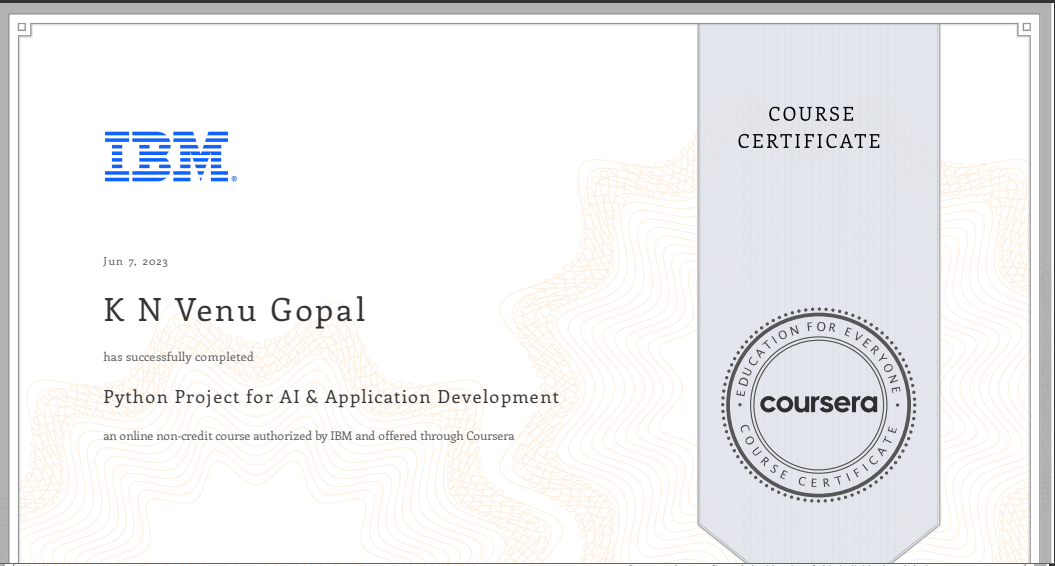 IBM®
COURSE
CERTIFICATE
Jun 7, 2023
K N Venu Gopal
has successfully completed
Python Project for AI & Application Development
an online non-credit course authorized by IBM and offered through Coursera
EDUCATION FOR EVERYONE
coursera
COURSE CERTIFICATE